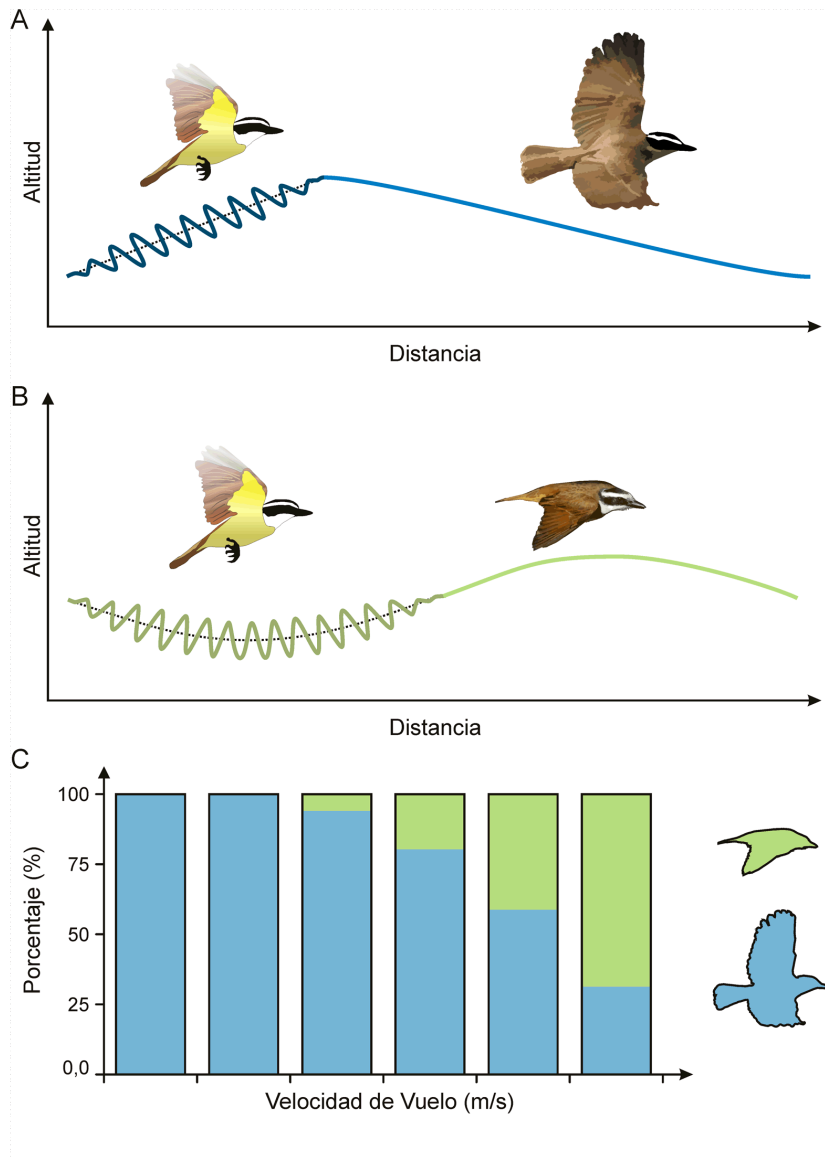 A
Altitud
Distancia
B
Altitud
Distancia
C
Porcentaje (%)
100
75
50
25
0,0
Velocidad de Vuelo (m/s)